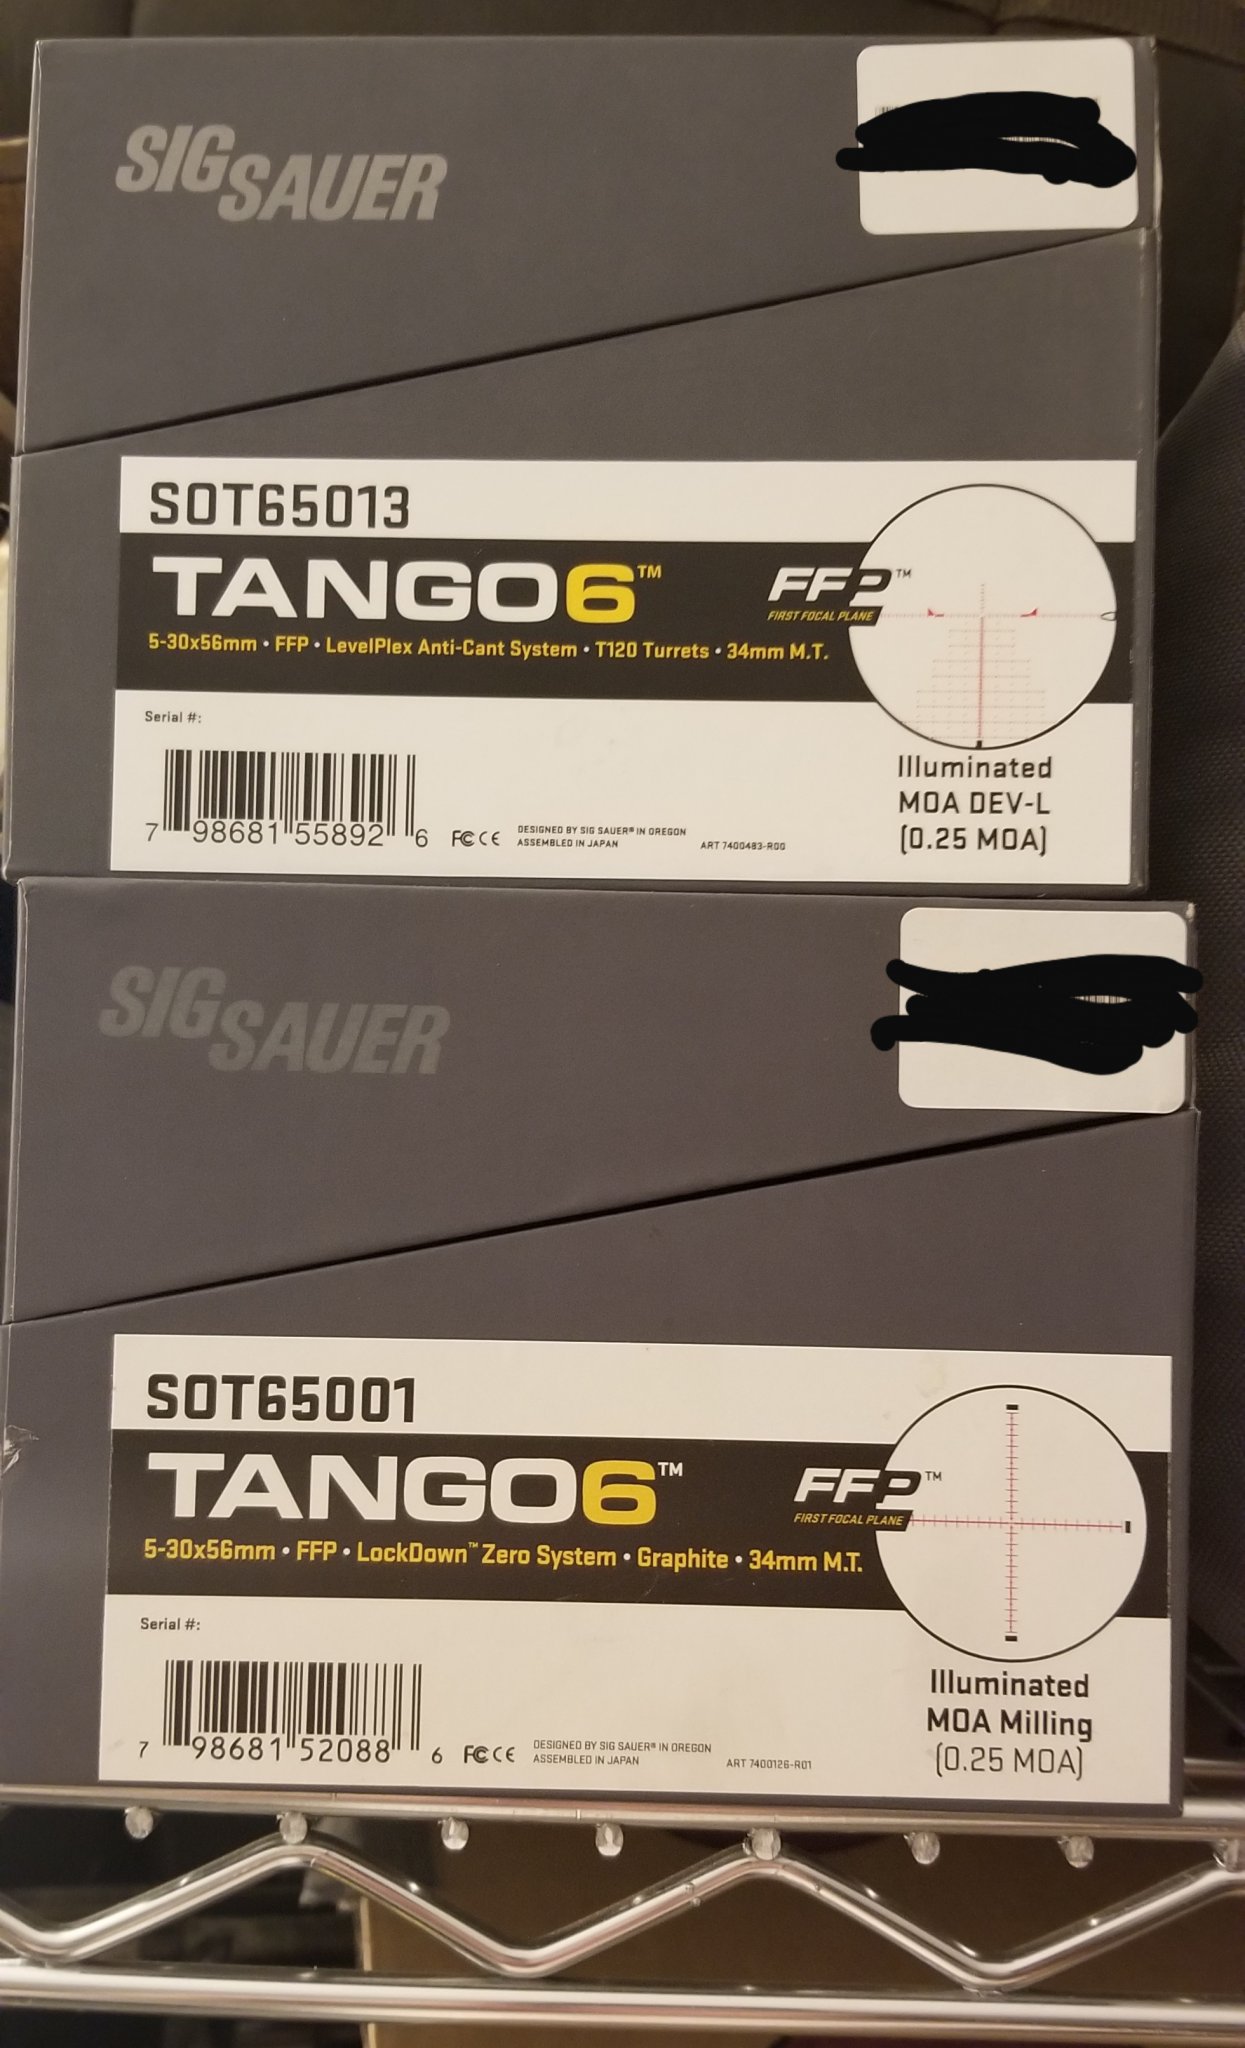 SIG SAUER
SOT65013
TANGO6™
5-30x56mm • FFP • LevelPlex Anti-Cant System • T120 Turrets • 34mm M.T.
FFP™
FIRST FOCAL PLANE
Serial #:
7 98681 55892 6
FC CE
DESIGNED BY SIG SAUER® IN OREGON
ASSEMBLED IN JAPAN
ART 7400483-R00
Illuminated
MOA DEV-L
(0.25 MOA)
SIG SAUER
SOT65001
TANGO6™
5-30x56mm • FFP • LockDown™ Zero System • Graphite • 34mm M.T.
FFP™
FIRST FOCAL PLANE
Serial #:
7 98681 52088 6
FC CE
DESIGNED BY SIG SAUER® IN OREGON
ASSEMBLED IN JAPAN
ART 7400126-R01
Illuminated
MOA Milling
(0.25 MOA)